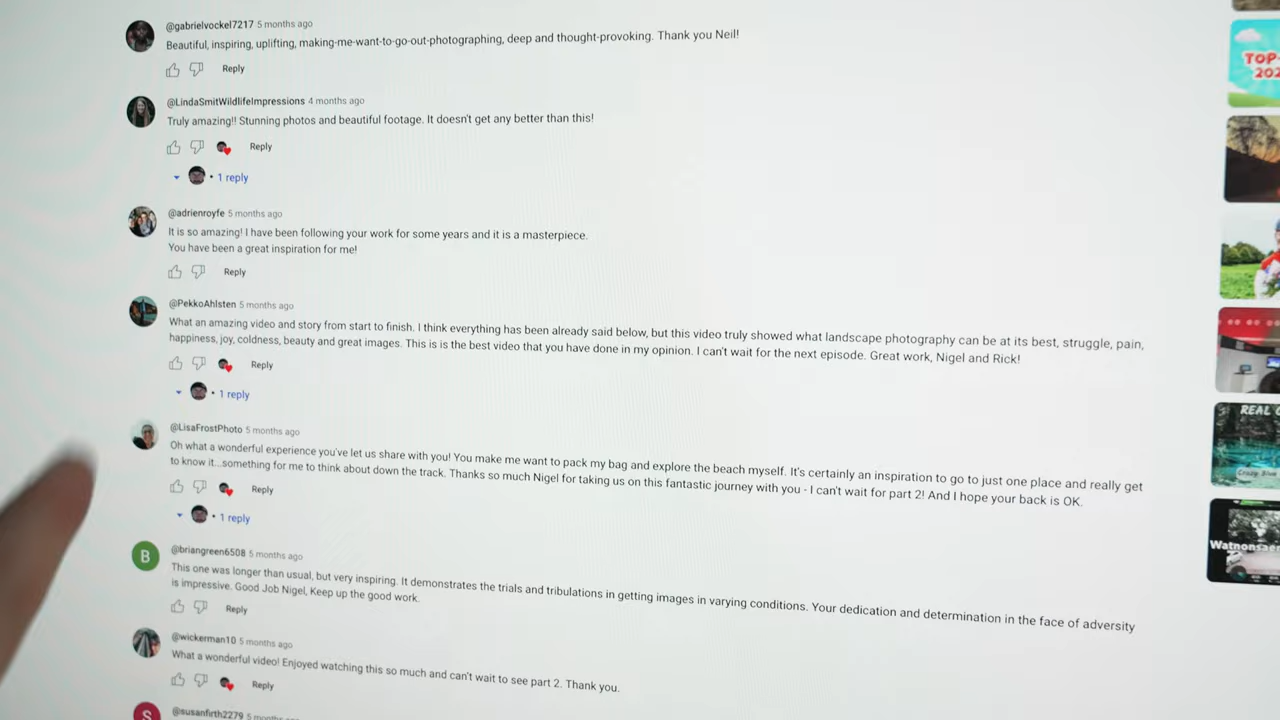 @gabrielvockel7217 5 months ago
Beautiful, inspiring, uplifting, making-me-want-to-go-out-photographing, deep and thought-provoking. Thank you Neil!
Reply
@LindaSmitWildlifeImpressions 4 months ago
Truly amazing!! Stunning photos and beautiful footage. It doesn't get any better than this!
Reply
• 1 reply
@adrienroyfe 5 months ago
It is so amazing! I have been following your work for some years and it is a masterpiece.
You have been a great inspiration for me!
Reply
@PekkoAhlsten 5 months ago
What an amazing video and story from start to finish. I think everything has been already said below, but this video truly showed what landscape photography can be at its best, struggle, pain,
happiness, joy, coldness, beauty and great images. This is is the best video that you have done in my opinion. I can't wait for the next episode. Great work, Nigel and Rick!
Reply
• 1 reply
@LisaFrostPhoto 5 months ago
Oh what a wonderful experience you've let us share with you! You make me want to pack my bag and explore the beach myself. It's certainly an inspiration to go to just one place and really get
to know it...something for me to think about down the track. Thanks so much Nigel for taking us on this fantastic journey with you - I can't wait for part 2! And I hope your back is OK.
Reply
• 1 reply
B
@briangreen6508 5 months ago
This one was longer than usual, but very inspiring. It demonstrates the trials and tribulations in getting images in varying conditions. Your dedication and determination in the face of adversity
is impressive. Good Job Nigel, Keep up the good work.
Reply
@wickerman10 5 months ago
What a wonderful video! Enjoyed watching this so much and can't wait to see part 2. Thank you.
Reply
S
@susanfirth2279 5 months
TOP-
202
REAL
Crazy Blue